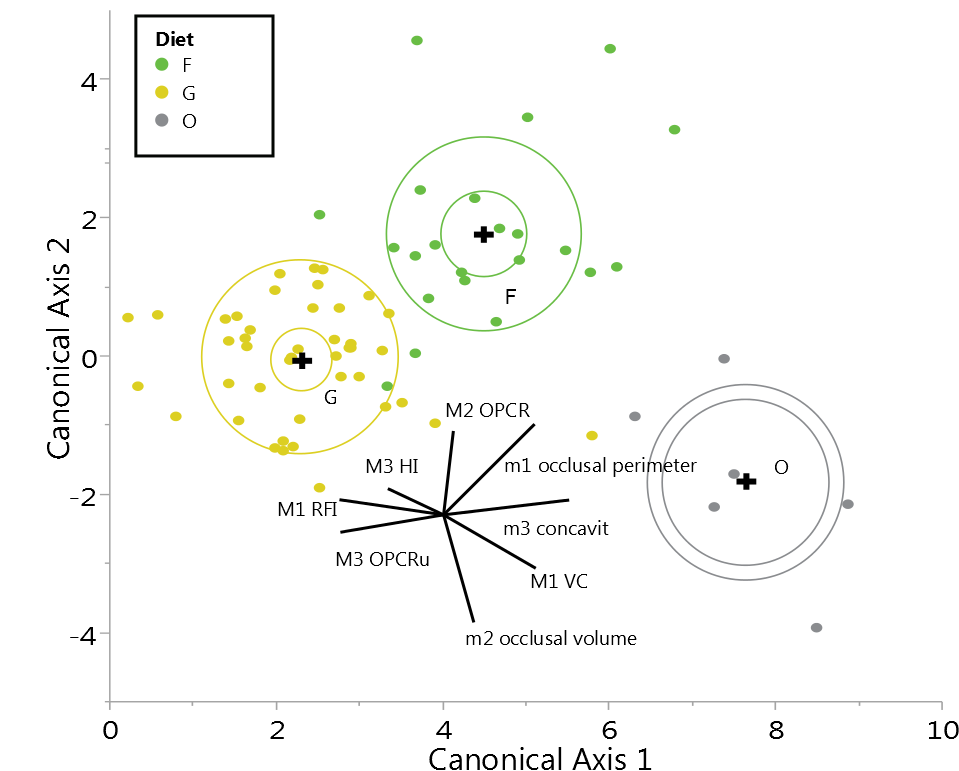 Diet
F
G
O
4
2
0
-2
-4
Canonical Axis 2
F
G
O
M2 OPCR
m1 occlusal perimeter
M3 HI
M1 RFI
m3 concavit
M3 OPCRu
M1 VC
m2 occlusal volume
0 2 4 6 8 10
Canonical Axis 1